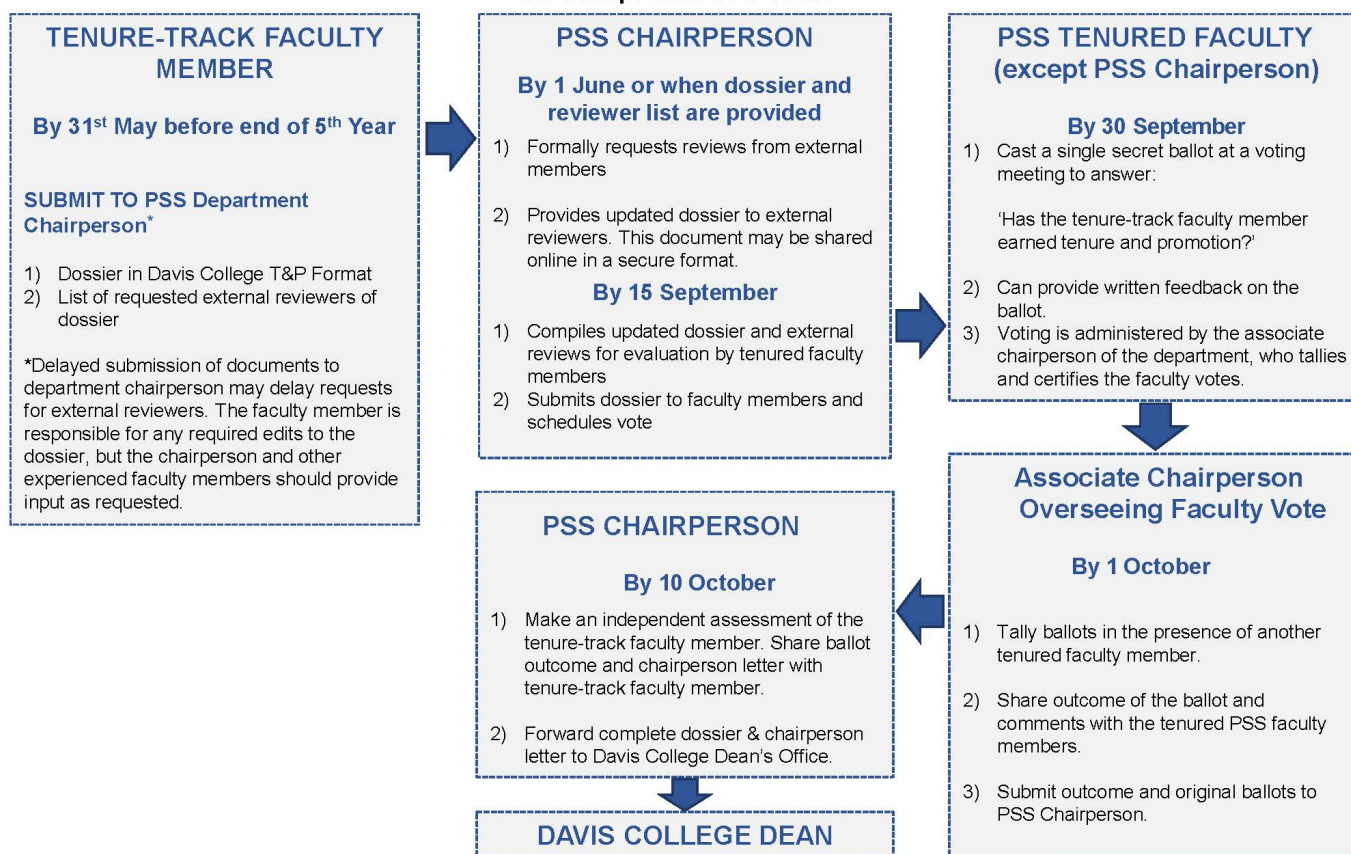 TENURE-TRACK FACULTY
MEMBER
By 31st May before end of 5th Year
SUBMIT TO PSS Department
Chairperson*
1) Dossier in Davis College T&P Format
2) List of requested external reviewers of
dossier
*Delayed submission of documents to
department chairperson may delay requests
for external reviewers. The faculty member is
responsible for any required edits to the
dossier, but the chairperson and other
experienced faculty members should provide
input as requested.
PSS CHAIRPERSON
By 1 June or when dossier and
reviewer list are provided
1) Formally requests reviews from external
members
2) Provides updated dossier to external
reviewers. This document may be shared
online in a secure format.
By 15 September
1) Compiles updated dossier and external
reviews for evaluation by tenured faculty
members
2) Submits dossier to faculty members and
schedules vote
PSS TENURED FACULTY
(except PSS Chairperson)
By 30 September
1) Cast a single secret ballot at a voting
meeting to answer:
‘Has the tenure-track faculty member
earned tenure and promotion?’
2) Can provide written feedback on the
ballot.
3) Voting is administered by the associate
chairperson of the department, who tallies
and certifies the faculty votes.
Associate Chairperson
Overseeing Faculty Vote
By 1 October
1) Tally ballots in the presence of another
tenured faculty member.
2) Share outcome of the ballot and
comments with the tenured PSS faculty
members.
3) Submit outcome and original ballots to
PSS Chairperson.
PSS CHAIRPERSON
By 10 October
1) Make an independent assessment of the
tenure-track faculty member. Share ballot
outcome and chairperson letter with
tenure-track faculty member.
2) Forward complete dossier & chairperson
letter to Davis College Dean’s Office.
DAVIS COLLEGE DEAN